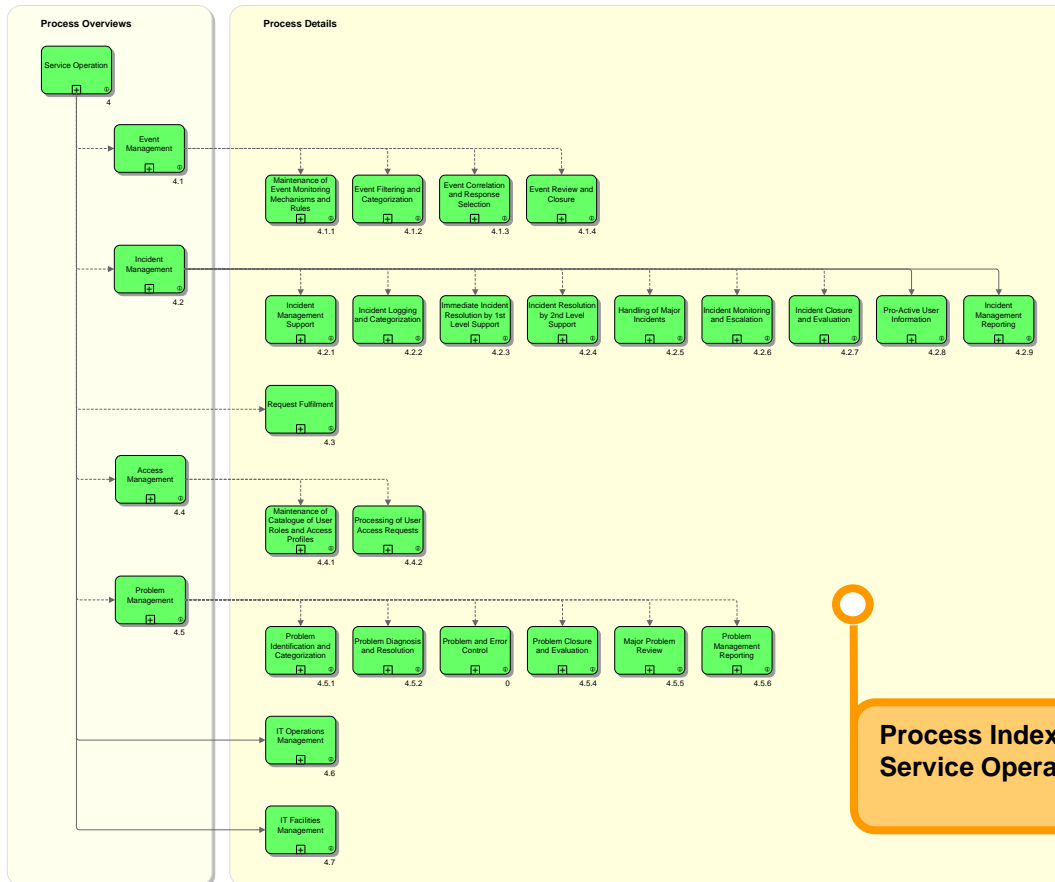 Process Overviews
Process Details
Service Operation
4
Event
Management
4.1
Maintenance of
Event Monitoring
Mechanisms and
Rules
4.1.1
Event Filtering and
Categorization
4.1.2
Event Correlation
and Response
Selection
4.1.3
Event Review and
Closure
4.1.4
Incident
Management
4.2
Incident
Management
Support
4.2.1
Incident Logging
and Categorization
4.2.2
Immediate Incident
Resolution by 1st
Level Support
4.2.3
Incident Resolution
by 2nd Level
Support
4.2.4
Handling of Major
Incidents
4.2.5
Incident Monitoring
and Escalation
4.2.6
Incident Closure
and Evaluation
4.2.7
Pro-Active User
Information
4.2.8
Incident
Management
Reporting
4.2.9
Request Fulfilment
4.3
Access
Management
4.4
Maintenance of
Catalogue of User
Roles and Access
Profiles
4.4.1
Processing of User
Access Requests
4.4.2
Problem
Management
4.5
Problem
Identification and
Categorization
4.5.1
Problem Diagnosis
and Resolution
4.5.2
Problem and Error
Control
0
Problem Closure
and Evaluation
4.5.4
Major Problem
Review
4.5.5
Problem
Management
Reporting
4.5.6
IT Operations
Management
4.6
IT Facilities
Management
4.7
Process Index
Service Opera